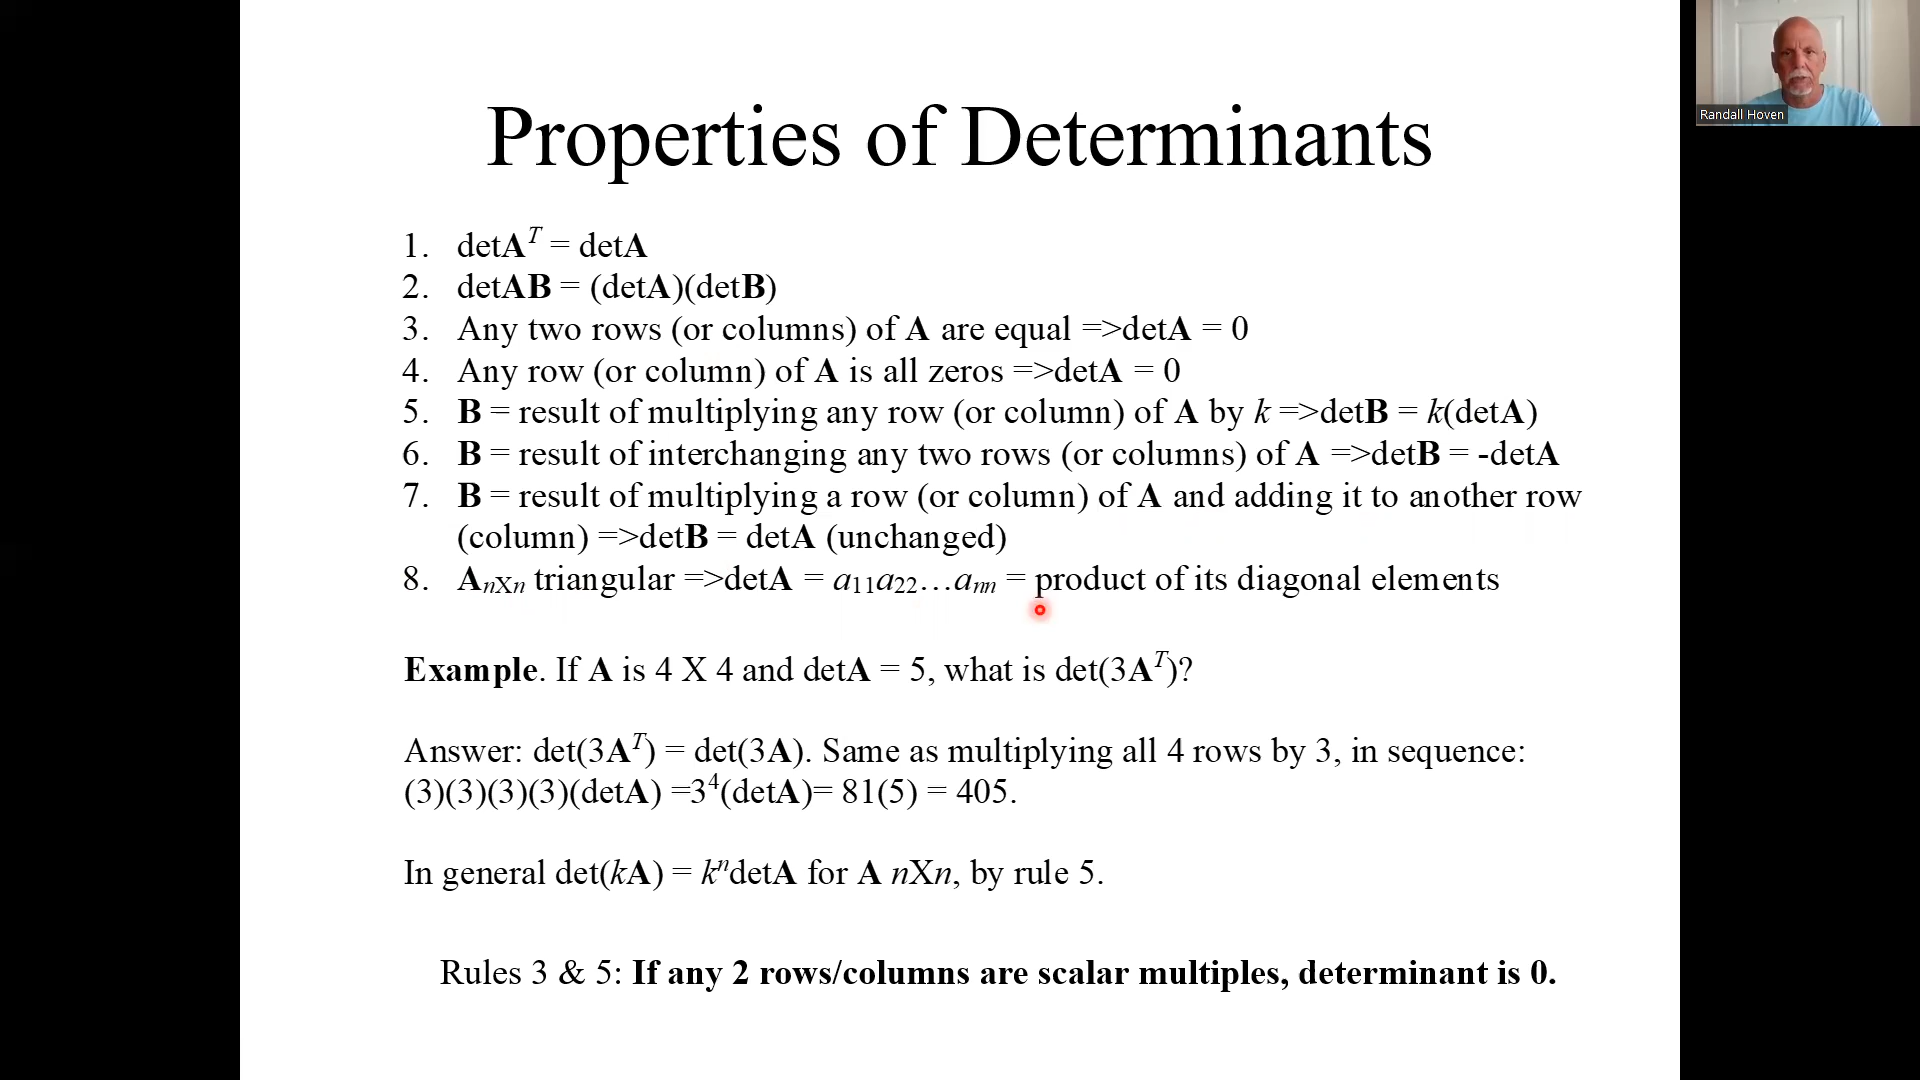 Properties of Determinants
Randall Hoven
1. detA^T = detA
2. detAB = (detA)(detB)
3. Any two rows (or columns) of A are equal =>detA = 0
4. Any row (or column) of A is all zeros =>detA = 0
5. B = result of multiplying any row (or column) of A by k =>detB = k(detA)
6. B = result of interchanging any two rows (or columns) of A =>detB = -detA
7. B = result of multiplying a row (or column) of A and adding it to another row
(column) =>detB = detA (unchanged)
8. A_nXn triangular =>detA = a₁₁a₂₂…a_nn = product of its diagonal elements
Example. If A is 4 X 4 and detA = 5, what is det(3A^T)?
Answer: det(3A^T) = det(3A). Same as multiplying all 4 rows by 3, in sequence:
(3)(3)(3)(3)(detA) =3⁴(detA)= 81(5) = 405.
In general det(kA) = kⁿdetA for A nXn, by rule 5.
Rules 3 & 5: If any 2 rows/columns are scalar multiples, determinant is 0.